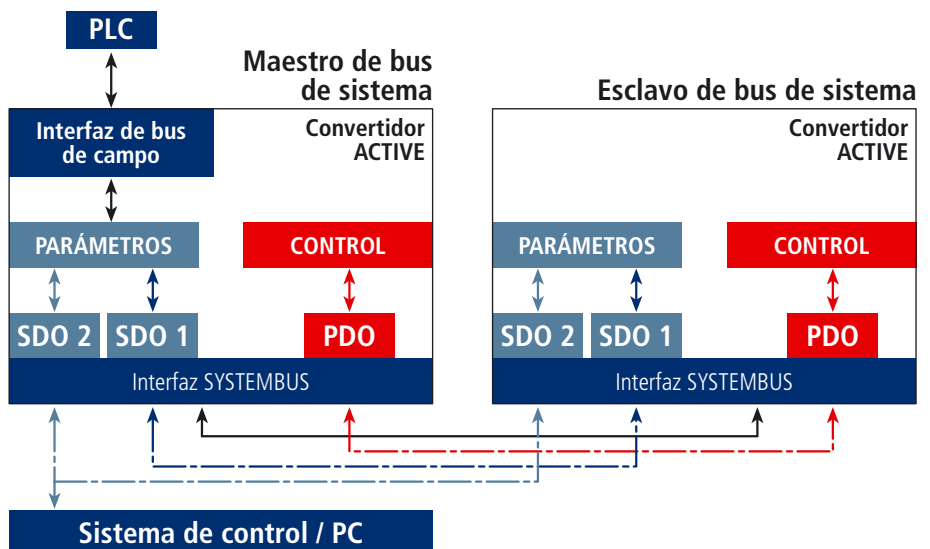 PLC
Maestro de bus
de sistema
Esclavo de bus de sistema
Interfaz de bus
de campo
Convertidor
ACTIVE
Convertidor
ACTIVE
PARÁMETROS
CONTROL
PARÁMETROS
CONTROL
SDO 2
SDO 1
PDO
SDO 2
SDO 1
PDO
Interfaz SYSTEMBUS
Interfaz SYSTEMBUS
Sistema de control / PC